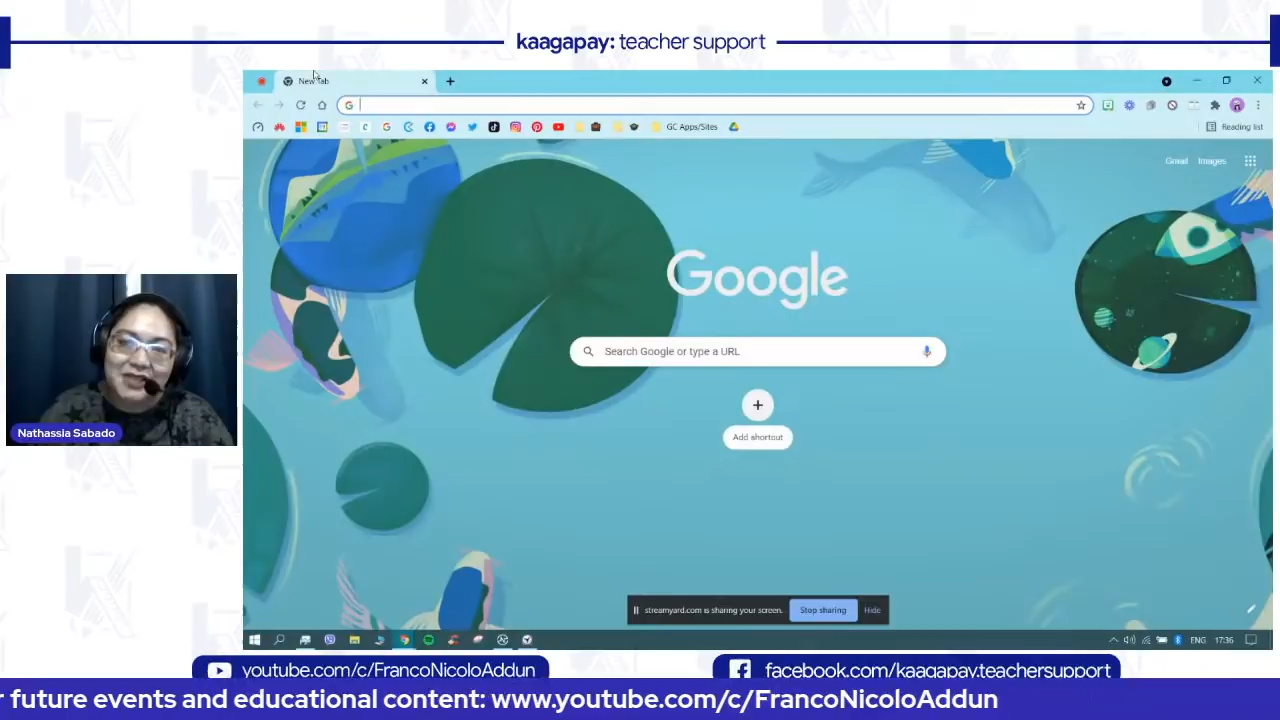 kaagapay: teacher support
New Tab
GC Apps/Sites
Reading list
Gmail Images
Google
Search Google or type a URL
Add shortcut
Nathassia Sabado
streamyard.com is sharing your screen. Stop sharing Hide
ENG 17:36
youtube.com/c/FrancoNicoloAddun
facebook.com/kaagapay.teachersupport
r future events and educational content: www.youtube.com/c/FrancoNicoloAddun